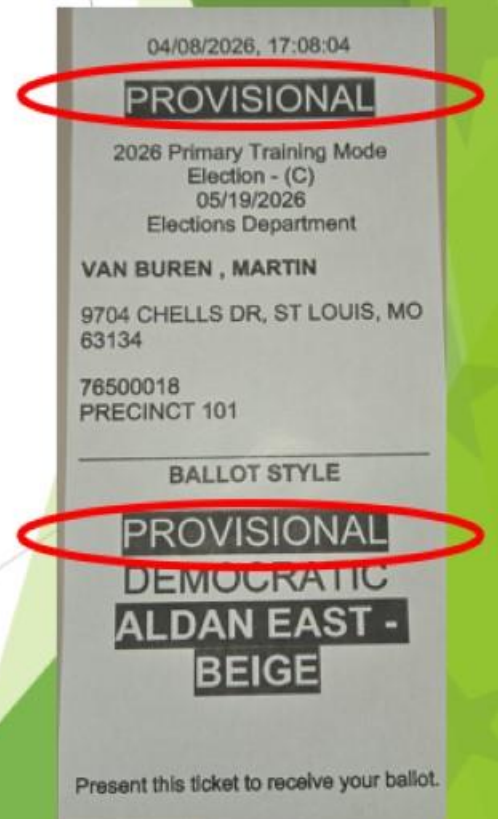 04/08/2026, 17:08:04
PROVISIONAL
2026 Primary Training Mode
Election - (C)
05/19/2026
Elections Department
VAN BUREN , MARTIN
9704 CHELLS DR, ST LOUIS, MO
63134
76500018
PRECINCT 101
BALLOT STYLE
PROVISIONAL
DEMOCRATIC
ALDAN EAST -
BEIGE
Present this ticket to receive your ballot.